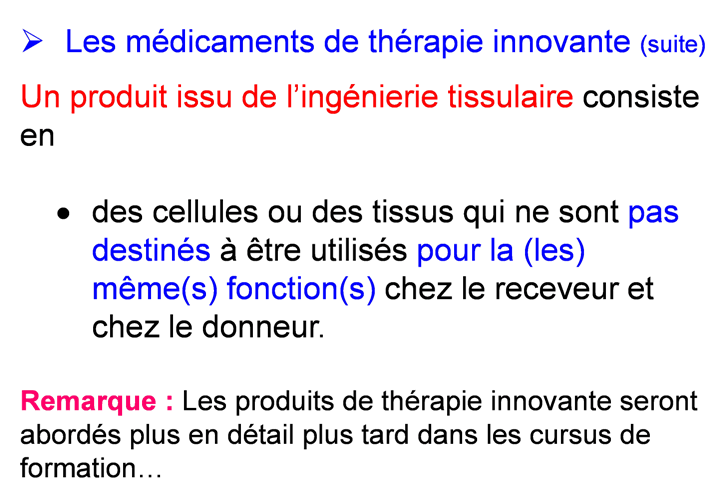 ➢ Les médicaments de thérapie innovante (suite)
Un produit issu de l’ingénierie tissulaire consiste
en
• des cellules ou des tissus qui ne sont pas
destinés à être utilisés pour la (les)
même(s) fonction(s) chez le receveur et
chez le donneur.
Remarque : Les produits de thérapie innovante seront
abordés plus en détail plus tard dans les cursus de
formation…